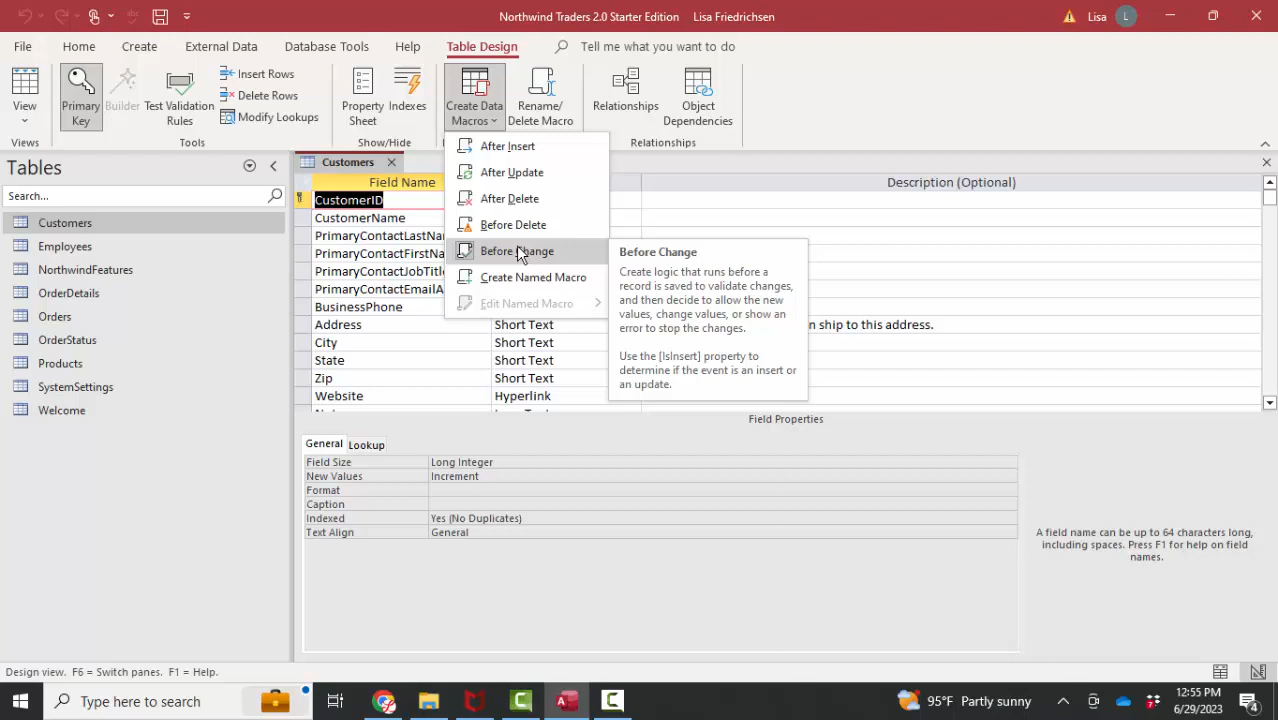 Northwind Traders 2.0 Starter Edition Lisa Friedrichsen
Lisa L
File Home Create External Data Database Tools Help Table Design Tell me what you want to do
View
Primary Key
Builder
Test Validation Rules
Insert Rows
Delete Rows
Modify Lookups
Property Sheet
Indexes
Create Data Macros
Rename/ Delete Macro
Relationships
Object Dependencies
Views Tools Show/Hide Relationships
Tables
Search...
Customers
Employees
NorthwindFeatures
OrderDetails
Orders
OrderStatus
Products
SystemSettings
Welcome
Customers
Field Name Description (Optional)
CustomerID
CustomerName
PrimaryContactLastNa
PrimaryContactFirstNa
PrimaryContactJobTitl
PrimaryContactEmailA
BusinessPhone
Address Short Text n ship to this address.
City Short Text
State Short Text
Zip Short Text
Website Hyperlink
After Insert
After Update
After Delete
Before Delete
Before Change
Create Named Macro
Edit Named Macro
Before Change
Create logic that runs before a
record is saved to validate changes,
and then decide to allow the new
values, change values, or show an
error to stop the changes.
Use the [IsInsert] property to
determine if the event is an insert or
an update.
Field Properties
General Lookup
Field Size Long Integer
New Values Increment
Format
Caption
Indexed Yes (No Duplicates)
Text Align General
A field name can be up to 64 characters long,
including spaces. Press F1 for help on field
names.
Design view. F6 = Switch panes. F1 = Help.
Type here to search
95°F Partly sunny
12:55 PM
6/29/2023
4